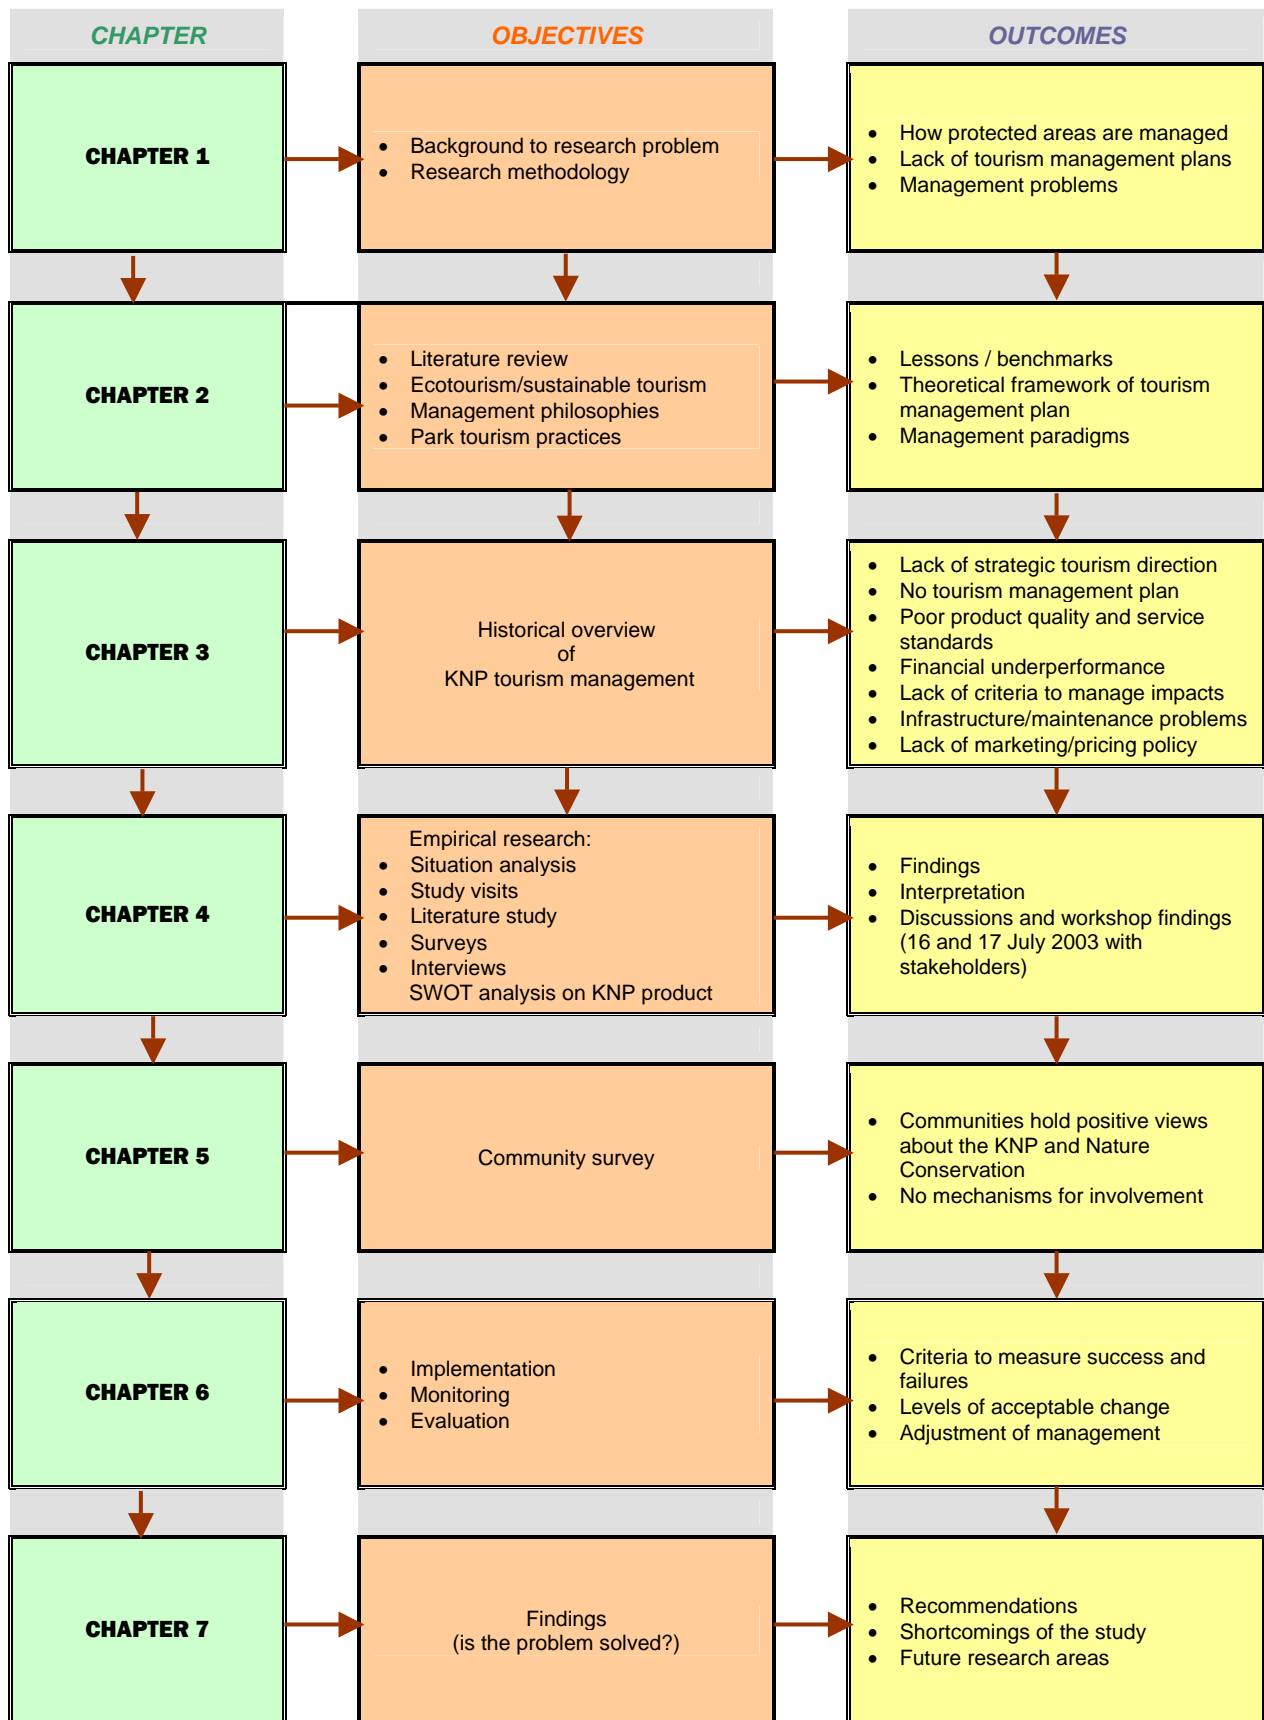 CHAPTER
OBJECTIVES
OUTCOMES
CHAPTER 1
• Background to research problem
• Research methodology
• How protected areas are managed
• Lack of tourism management plans
• Management problems
CHAPTER 2
• Literature review
• Ecotourism/sustainable tourism
• Management philosophies
• Park tourism practices
• Lessons / benchmarks
• Theoretical framework of tourism
management plan
• Management paradigms
CHAPTER 3
Historical overview
of
KNP tourism management
• Lack of strategic tourism direction
• No tourism management plan
• Poor product quality and service
standards
• Financial underperformance
• Lack of criteria to manage impacts
• Infrastructure/maintenance problems
• Lack of marketing/pricing policy
CHAPTER 4
Empirical research:
• Situation analysis
• Study visits
• Literature study
• Surveys
• Interviews
SWOT analysis on KNP product
• Findings
• Interpretation
• Discussions and workshop findings
(16 and 17 July 2003 with
stakeholders)
CHAPTER 5
Community survey
• Communities hold positive views
about the KNP and Nature
Conservation
• No mechanisms for involvement
CHAPTER 6
• Implementation
• Monitoring
• Evaluation
• Criteria to measure success and
failures
• Levels of acceptable change
• Adjustment of management
CHAPTER 7
Findings
(is the problem solved?)
• Recommendations
• Shortcomings of the study
• Future research areas